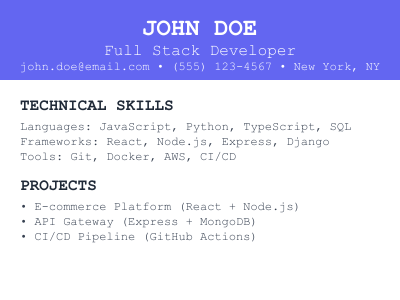 JOHN DOE
Full Stack Developer
john.doe@email.com • (555) 123-4567 • New York, NY
TECHNICAL SKILLS
Languages: JavaScript, Python, TypeScript, SQL
Frameworks: React, Node.js, Express, Django
Tools: Git, Docker, AWS, CI/CD
PROJECTS
• E-commerce Platform (React + Node.js)
• API Gateway (Express + MongoDB)
• CI/CD Pipeline (GitHub Actions)